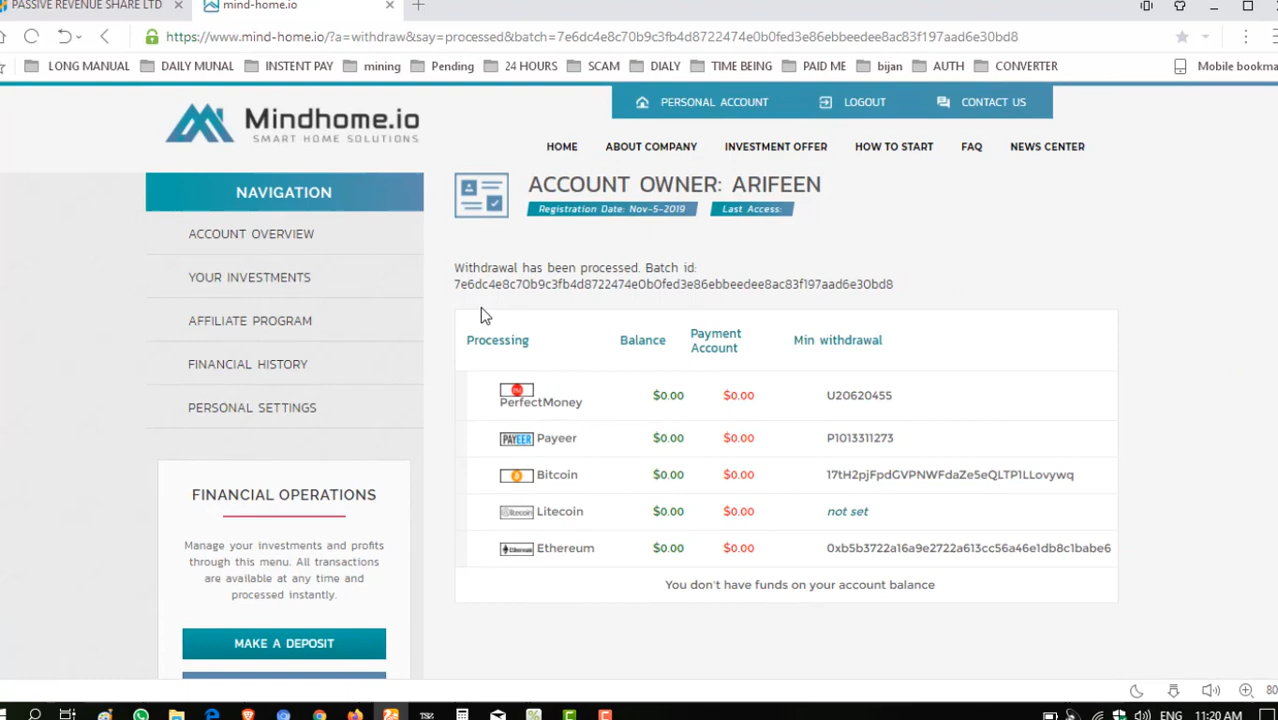 PASSIVE REVENUE SHARE LTD
mind-home.io
https://www.mind-home.io/?a=withdraw&say=processed&batch=7e6dc4e8c70b9c3fb4d8722474e0b0fed3e86ebbeedee8ac83f197aad6e30bd8
LONG MANUAL DAILY MUNAL INSTENT PAY mining Pending 24 HOURS SCAM DIALY TIME BEING PAID ME bijan AUTH CONVERTER Mobile bookma
PERSONAL ACCOUNT LOGOUT CONTACT US
Mindhome.io
SMART HOME SOLUTIONS
HOME ABOUT COMPANY INVESTMENT OFFER HOW TO START FAQ NEWS CENTER
NAVIGATION
ACCOUNT OVERVIEW
YOUR INVESTMENTS
AFFILIATE PROGRAM
FINANCIAL HISTORY
PERSONAL SETTINGS
FINANCIAL OPERATIONS
Manage your investments and profits
through this menu. All transactions
are available at any time and
processed instantly.
MAKE A DEPOSIT
ACCOUNT OWNER: ARIFEEN
Registration Date: Nov-5-2019 Last Access:
Withdrawal has been processed. Batch id:
7e6dc4e8c70b9c3fb4d8722474e0b0fed3e86ebbeedee8ac83f197aad6e30bd8
Processing Balance Payment Account Min withdrawal
PerfectMoney $0.00 $0.00 U20620455
PAYEER Payeer $0.00 $0.00 P1013311273
Bitcoin $0.00 $0.00 17tH2pjFpdGVPNWFdaZe5eQLTP1LLovywq
litecoin Litecoin $0.00 $0.00 not set
Ethereum Ethereum $0.00 $0.00 0xb5b3722a16a9e2722a613cc56a46e1db8c1babe6
You don't have funds on your account balance
80
ENG 11:20 AM